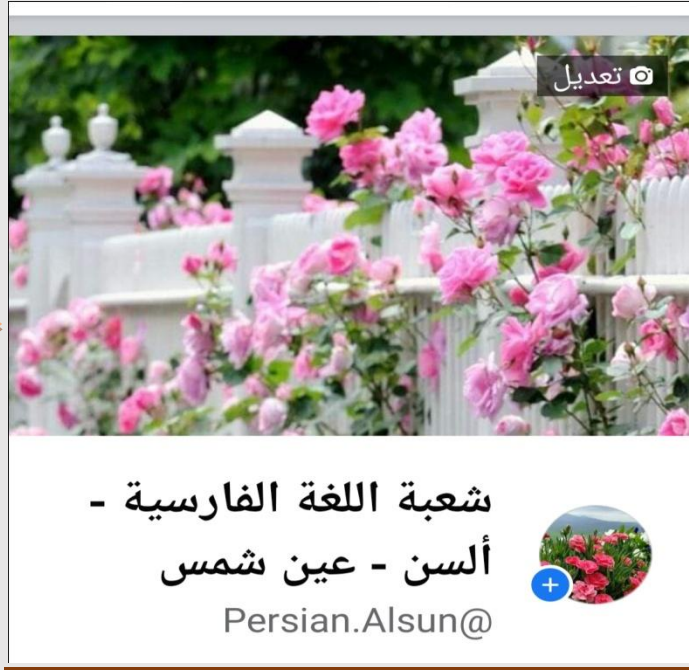 تعديل
شعبة اللغة الفارسية -
ألسن - عين شمس
@Persian.Alsun